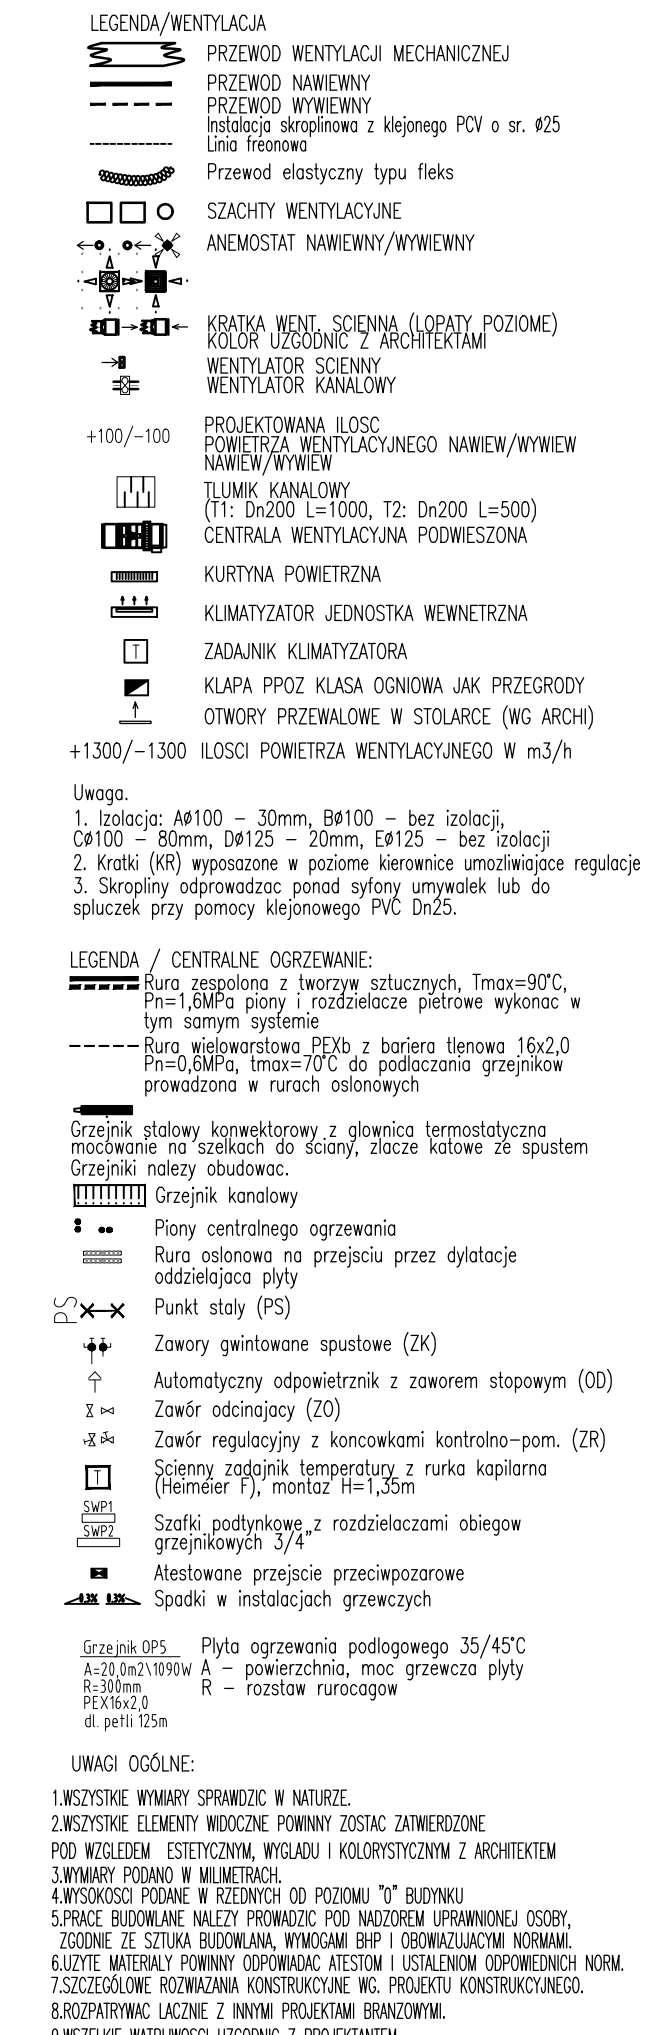 LEGENDA/WENTYLACJA
PRZEWOD WENTYLACJI MECHANICZNEJ
PRZEWOD NAWIEWNY
PRZEWOD WYWIEWNY
Instalacja skroplinowa z klejonego PCV o sr. Ø25
Linia freonowa
Przewod elastyczny typu fleks
SZACHTY WENTYLACYJNE
ANEMOSTAT NAWIEWNY/WYWIEWNY
KRATKA WENT. SCIENNA (LOPATY POZIOME)
KOLOR UZGODNIC Z ARCHITEKTAMI
WENTYLATOR SCIENNY
WENTYLATOR KANALOWY
+100/-100 PROJEKTOWANA ILOSC
POWIETRZA WENTYLACYJNEGO NAWIEW/WYWIEW
NAWIEW/WYWIEW
TLUMIK KANALOWY
(T1: Dn200 L=1000, T2: Dn200 L=500)
CENTRALA WENTYLACYJNA PODWIESZONA
KURTYNA POWIETRZNA
KLIMATYZATOR JEDNOSTKA WEWNETRZNA
T ZADAJNIK KLIMATYZATORA
KLAPA PPOZ KLASA OGNIOWA JAK PRZEGRODY
OTWORY PRZEWALOWE W STOLARCE (WG ARCHI)
+1300/-1300 ILOSCI POWIETRZA WENTYLACYJNEGO W m3/h
Uwaga.
1. Izolacja: AØ100 - 30mm, BØ100 - bez izolacji,
CØ100 - 80mm, DØ125 - 20mm, EØ125 - bez izolacji
2. Kratki (KR) wyposazone w poziome kierownice umozliwiajace regulacje
3. Skropliny odprowadzac ponad syfony umywalek lub do
spluczek przy pomocy klejonowego PVC Dn25.
LEGENDA / CENTRALNE OGRZEWANIE:
Rura zespolona z tworzyw sztucznych, Tmax=90°C,
Pn=1,6MPa piony i rozdzielacze pietrowe wykonac w
tym samym systemie
Rura wielowarstowa PEXb z bariera tlenowa 16x2,0
Pn=0,6MPa, tmax=70°C do podlaczania grzejnikow
prowadzona w rurach oslonowych
Grzejnik stalowy konwektorowy z glownica termostatyczna
mocowanie na szelkach do ściany, zlacze katowe ze spustem
Grzejniki nalezy obudowac.
Grzejnik kanalowy
Piony centralnego ogrzewania
Rura oslonowa na przejsciu przez dylatacje
oddzielajaca plyty
PS Punkt staly (PS)
Zawory gwintowane spustowe (ZK)
Automatyczny odpowietrznik z zaworem stopowym (OD)
Zawór odcinajacy (ZO)
Zawór regulacyjny z koncowkami kontrolno-pom. (ZR)
T Scienny zadajnik temperatury z rurka kapilarna
(Heimeier F), montaz H=1,35m
SWP1
SWP2 Szafki podtynkowe z rozdzielaczami obiegow
grzejnikowych 3/4"
Atestowane przejscie przeciwpozarowe
0.3% 0.3% Spadki w instalacjach grzewczych
Grzejnik OP5 Plyta ogrzewania podlogowego 35/45°C
A=20,0m2\1090W A - powierzchnia, moc grzewcza plyty
R=300mm R - rozstaw rurocagow
PEX16x2,0
dl. petli 125m
UWAGI OGÓLNE:
1.WSZYSTKIE WYMIARY SPRAWDZIC W NATURZE.
2.WSZYSTKIE ELEMENTY WIDOCZNE POWINNY ZOSTAC ZATWIERDZONE
POD WZGLEDEM ESTETYCZNYM, WYGLADU I KOLORYSTYCZNYM Z ARCHITEKTEM
3.WYMIARY PODANO W MILIMETRACH.
4.WYSOKOSCI PODANE W RZEDNYCH OD POZIOMU "0" BUDYNKU
5.PRACE BUDOWLANE NALEZY PROWADZIC POD NADZOREM UPRAWNIONEJ OSOBY,
ZGODNIE ZE SZTUKA BUDOWLANA, WYMOGAMI BHP I OBOWIAZUJACYMI NORMAMI.
6.UZYTE MATERIALY POWINNY ODPOWIADAC ATESTOM I USTALENIOM ODPOWIEDNICH NORM.
7.SZCZEGÓLOWE ROZWIAZANIA KONSTRUKCYJNE WG. PROJEKTU KONSTRUKCYJNEGO.
8.ROZPATRYWAC LACZNIE Z INNYMI PROJEKTAMI BRANZOWYMI.
9.WSZELKIE WATPLIWOSCI UZGODNIC Z PROJEKTANTEM